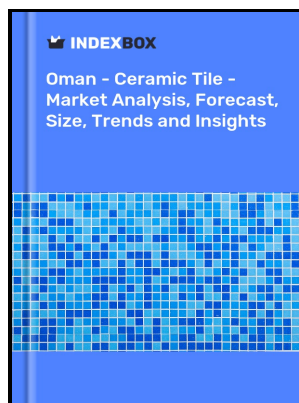 INDEXBOX
Oman - Ceramic Tile -
Market Analysis, Forecast,
Size, Trends and Insights